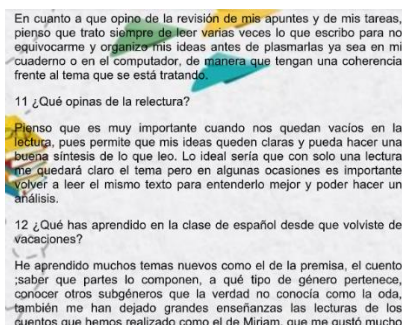 En cuanto a que opino de la revisión de mis apuntes y de mis tareas,
pienso que trato siempre de leer varias veces lo que escribo para no
equivocarme y organizo mis ideas antes de plasmarlas ya sea en mi
cuaderno o en el computador, de manera que tengan una coherencia
frente al tema que se está tratando.
11 ¿Qué opinas de la relectura?
Pienso que es muy importante cuando nos quedan vacíos en la
lectura, pues permite que mis ideas queden claras y pueda hacer una
buena síntesis de lo que leo. Lo ideal sería que con solo una lectura
me quedará claro el tema pero en algunas ocasiones es importante
volver a leer el mismo texto para entenderlo mejor y poder hacer un
análisis.
12 ¿Qué has aprendido en la clase de español desde que volviste de
vacaciones?
He aprendido muchos temas nuevos como el de la premisa, el cuento
;saber que partes lo componen, a qué tipo de género pertenece,
conocer otros subgéneros que la verdad no conocía como la oda,
también me han dejado grandes enseñanzas las lecturas de los
cuentos que hemos realizado como el de Miriam, que me gustó mucho